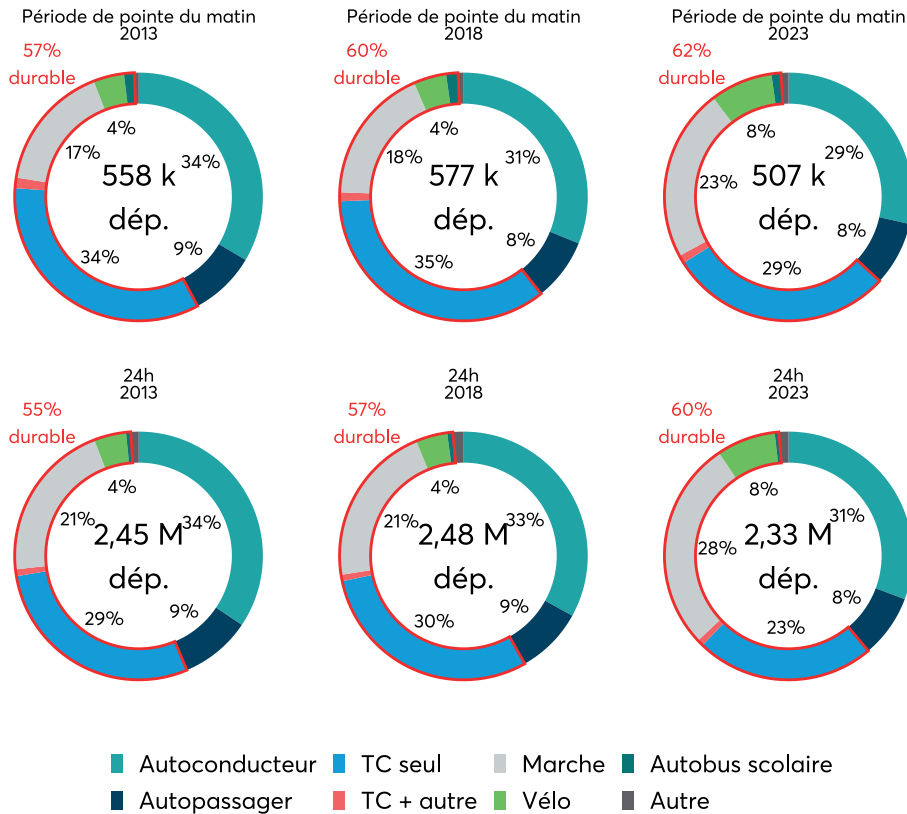 Période de pointe du matin
2013
57%
durable
4%
17%
34%
558 k
dép.
34%
9%
Période de pointe du matin
2018
60%
durable
4%
18%
31%
577 k
dép.
35%
8%
Période de pointe du matin
2023
62%
durable
8%
23%
29%
507 k
dép.
29%
8%
24h
2013
55%
durable
4%
21%
34%
2,45 M
dép.
29%
9%
24h
2018
57%
durable
4%
21%
33%
2,48 M
dép.
30%
9%
24h
2023
60%
durable
8%
28%
31%
2,33 M
dép.
23%
8%
Autoconducteur
TC seul
Marche
Autobus scolaire
Autopassager
TC + autre
Vélo
Autre